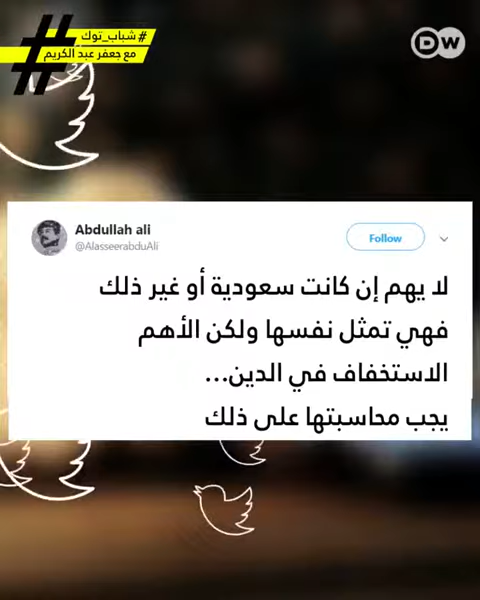 # شباب_توك
مع جعفر عبد الكريم
DW
Abdullah ali
@AlasseerabduAli
Follow
لا يهم إن كانت سعودية أو غير ذلك
فهي تمثل نفسها ولكن الأهم
الاستخفاف في الدين...
يجب محاسبتها على ذلك